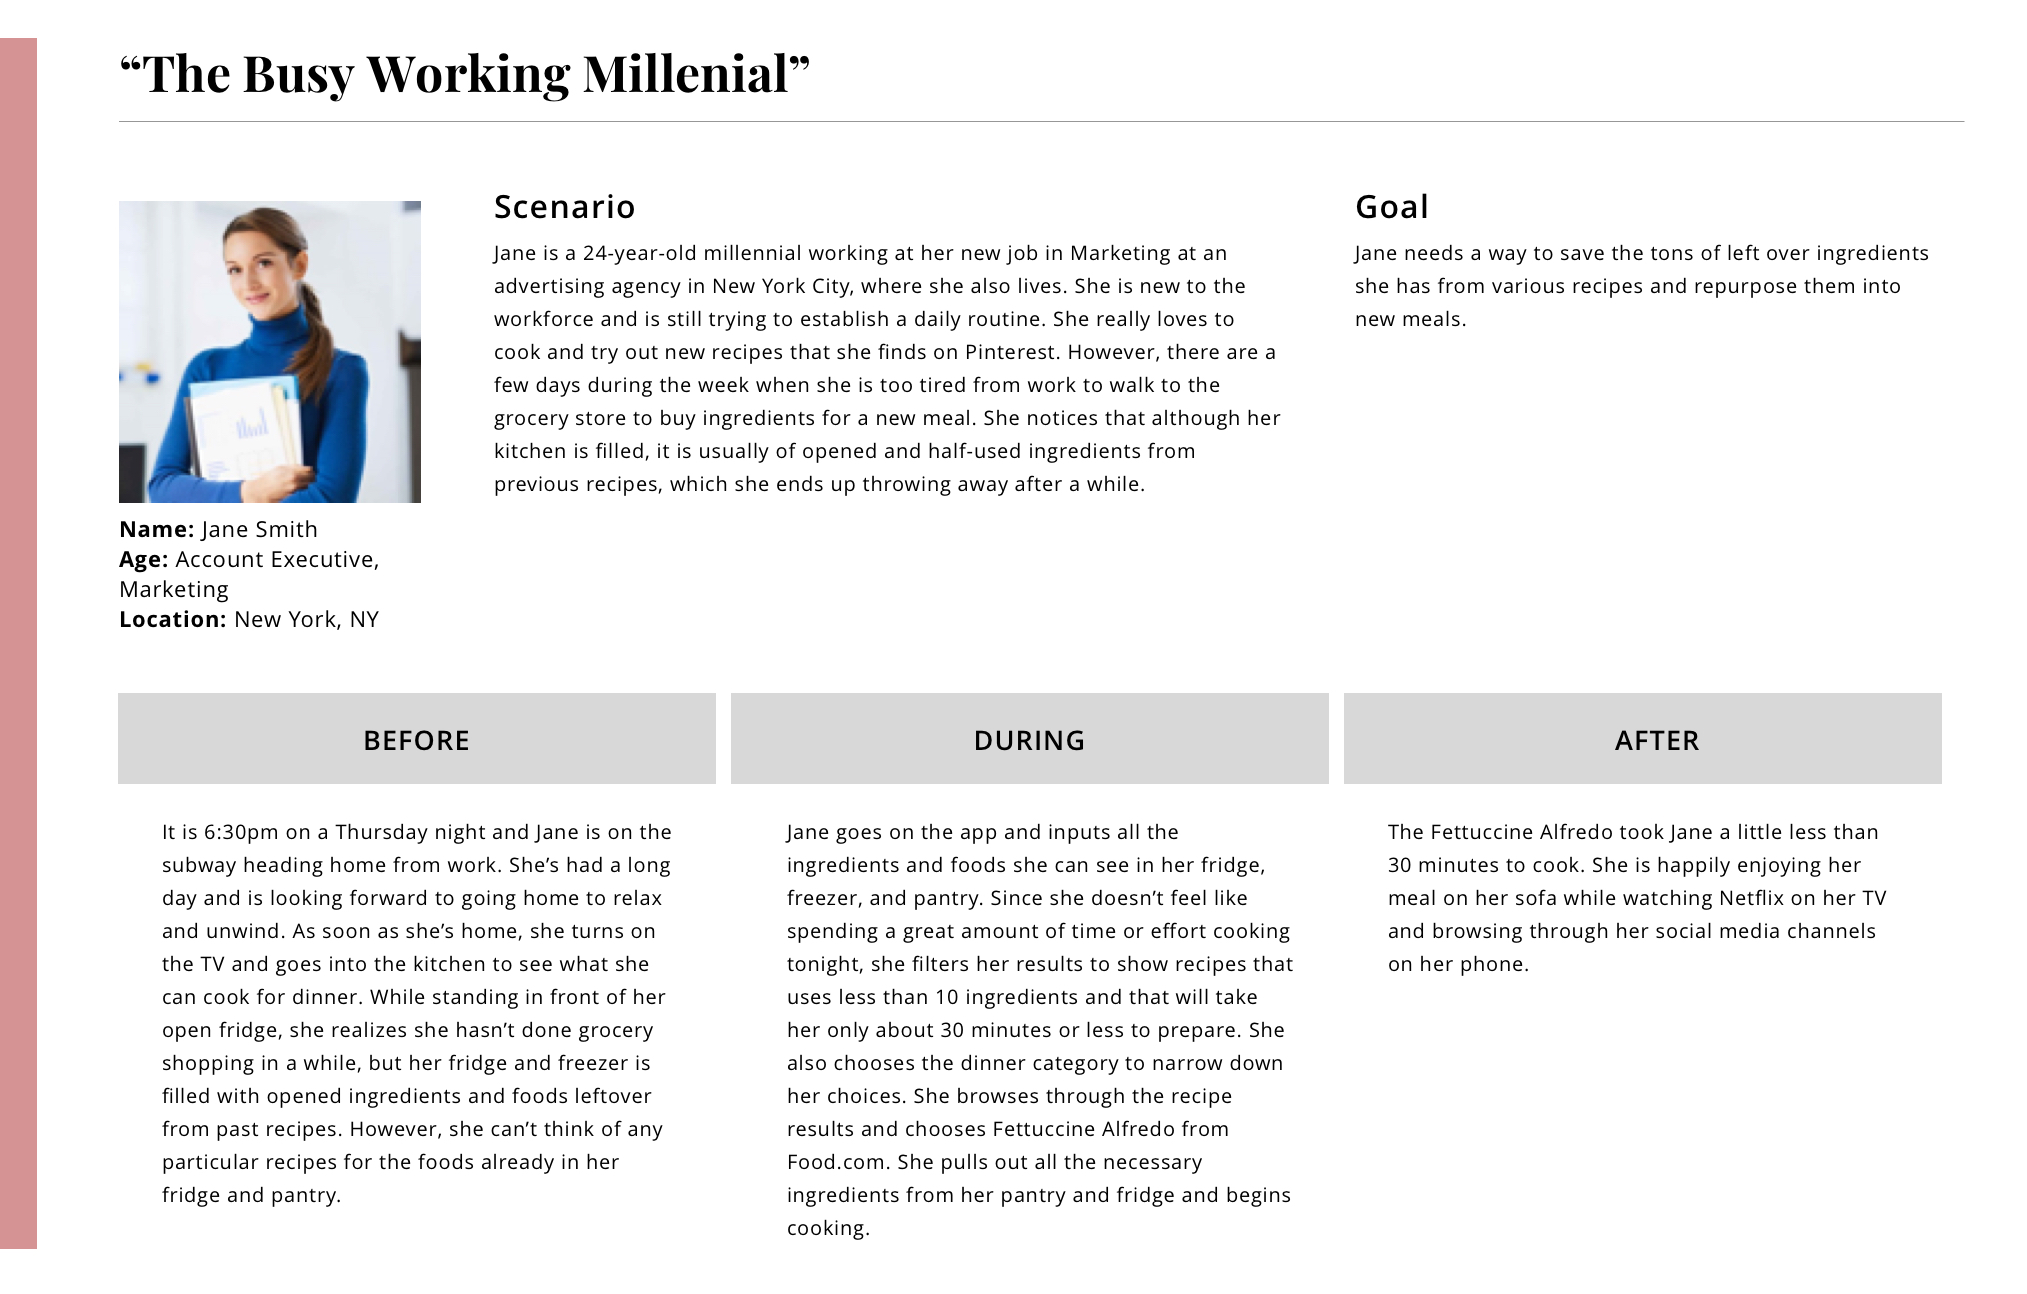 “The Busy Working Millenial”
Scenario
Jane is a 24-year-old millennial working at her new job in Marketing at an
advertising agency in New York City, where she also lives. She is new to the
workforce and is still trying to establish a daily routine. She really loves to
cook and try out new recipes that she finds on Pinterest. However, there are a
few days during the week when she is too tired from work to walk to the
grocery store to buy ingredients for a new meal. She notices that although her
kitchen is filled, it is usually of opened and half-used ingredients from
previous recipes, which she ends up throwing away after a while.
Goal
Jane needs a way to save the tons of left over ingredients
she has from various recipes and repurpose them into
new meals.
Name: Jane Smith
Age: Account Executive,
Marketing
Location: New York, NY
BEFORE
It is 6:30pm on a Thursday night and Jane is on the
subway heading home from work. She’s had a long
day and is looking forward to going home to relax
and unwind. As soon as she’s home, she turns on
the TV and goes into the kitchen to see what she
can cook for dinner. While standing in front of her
open fridge, she realizes she hasn’t done grocery
shopping in a while, but her fridge and freezer is
filled with opened ingredients and foods leftover
from past recipes. However, she can’t think of any
particular recipes for the foods already in her
fridge and pantry.
DURING
Jane goes on the app and inputs all the
ingredients and foods she can see in her fridge,
freezer, and pantry. Since she doesn’t feel like
spending a great amount of time or effort cooking
tonight, she filters her results to show recipes that
uses less than 10 ingredients and that will take
her only about 30 minutes or less to prepare. She
also chooses the dinner category to narrow down
her choices. She browses through the recipe
results and chooses Fettuccine Alfredo from
Food.com. She pulls out all the necessary
ingredients from her pantry and fridge and begins
cooking.
AFTER
The Fettuccine Alfredo took Jane a little less than
30 minutes to cook. She is happily enjoying her
meal on her sofa while watching Netflix on her TV
and browsing through her social media channels
on her phone.